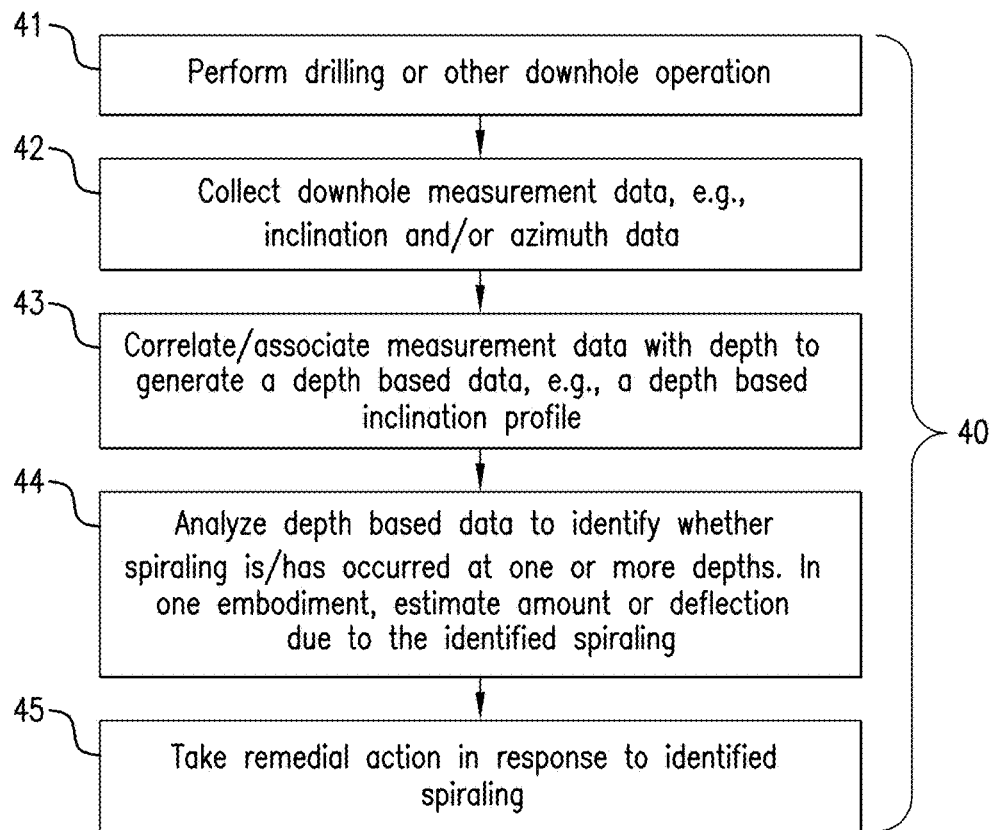 41
Perform drilling or other downhole operation
42
Collect downhole measurement data, e.g.,
inclination and/or azimuth data
43
Correlate/associate measurement data with depth to
generate a depth based data, e.g., a depth based
inclination profile
40
44
Analyze depth based data to identify whether
spiraling is/has occurred at one or more depths. In
one embodiment, estimate amount or deflection
due to the identified spiraling
45
Take remedial action in response to identified
spiraling